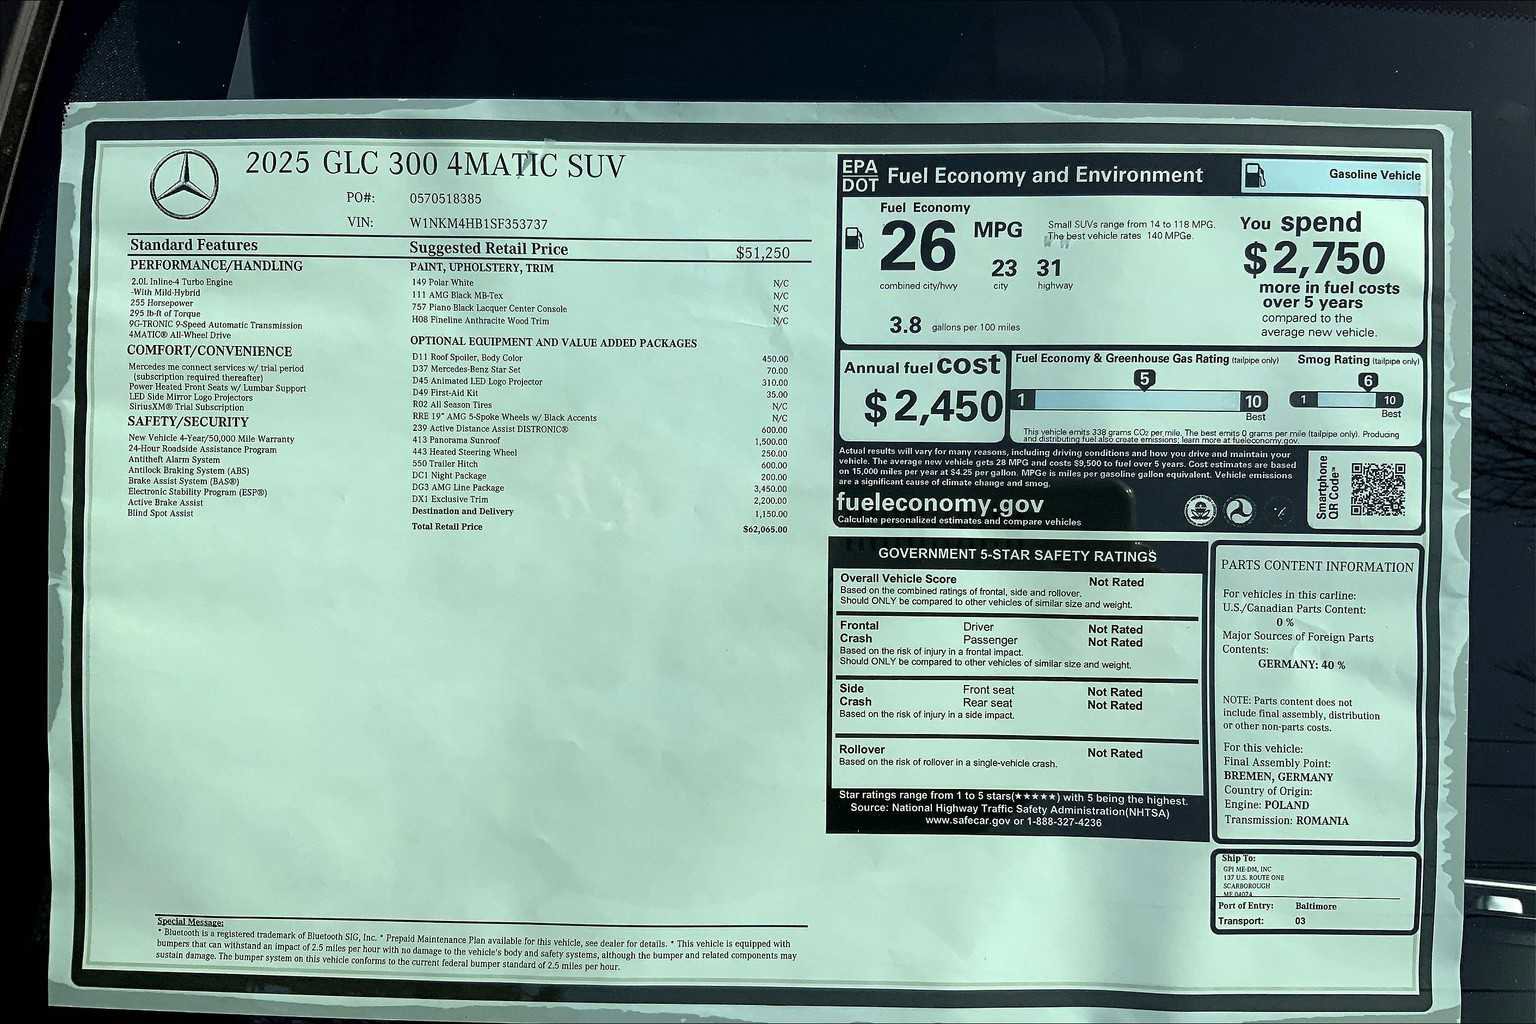 2025 GLC 300 4MATIC SUV
PO#: 0570518385
VIN: W1NKM4HB1SF353737
Standard Features
PERFORMANCE/HANDLING
2.0L Inline-4 Turbo Engine
-With Mild-Hybrid
255 Horsepower
295 lb-ft of Torque
9G-TRONIC 9-Speed Automatic Transmission
4MATIC® All-Wheel Drive
COMFORT/CONVENIENCE
Mercedes me connect services w/ trial period
(subscription required thereafter)
Power Heated Front Seats w/ Lumbar Support
LED Side Mirror Logo Projectors
SiriusXM® Trial Subscription
SAFETY/SECURITY
New Vehicle 4-Year/50,000 Mile Warranty
24-Hour Roadside Assistance Program
Antitheft Alarm System
Antilock Braking System (ABS)
Brake Assist System (BAS®)
Electronic Stability Program (ESP®)
Active Brake Assist
Blind Spot Assist
Suggested Retail Price $51,250
PAINT, UPHOLSTERY, TRIM
149 Polar White N/C
111 AMG Black MB-Tex N/C
757 Piano Black Lacquer Center Console N/C
H08 Fineline Anthracite Wood Trim N/C
OPTIONAL EQUIPMENT AND VALUE ADDED PACKAGES
D11 Roof Spoiler, Body Color 450.00
D37 Mercedes-Benz Star Set 70.00
D45 Animated LED Logo Projector 310.00
D49 First-Aid Kit 35.00
R02 All Season Tires N/C
RRE 19" AMG 5-Spoke Wheels w/ Black Accents N/C
239 Active Distance Assist DISTRONIC® 600.00
413 Panorama Sunroof 1,500.00
443 Heated Steering Wheel 250.00
550 Trailer Hitch 600.00
DC1 Night Package 200.00
DG3 AMG Line Package 3,450.00
DX1 Exclusive Trim 2,200.00
Destination and Delivery 1,150.00
Total Retail Price $62,065.00
Special Message:
* Bluetooth is a registered trademark of Bluetooth SIG, Inc. * Prepaid Maintenance Plan available for this vehicle, see dealer for details. * This vehicle is equipped with
bumpers that can withstand an impact of 2.5 miles per hour with no damage to the vehicle's body and safety systems, although the bumper and related components may
sustain damage. The bumper system on this vehicle conforms to the current federal bumper standard of 2.5 miles per hour.
EPA
DOT
Fuel Economy and Environment
Gasoline Vehicle
Fuel Economy
26 MPG
23 31
combined city/hwy city highway
3.8 gallons per 100 miles
Small SUVs range from 14 to 118 MPG.
The best vehicle rates 140 MPGe.
You spend
$2,750
more in fuel costs
over 5 years
compared to the
average new vehicle.
Annual fuel cost
$2,450
Fuel Economy & Greenhouse Gas Rating (tailpipe only)
5
1 10
Best
Smog Rating (tailpipe only)
6
1 10
Best
This vehicle emits 338 grams CO2 per mile. The best emits 0 grams per mile (tailpipe only). Producing
and distributing fuel also create emissions; learn more at fueleconomy.gov.
Actual results will vary for many reasons, including driving conditions and how you drive and maintain your
vehicle. The average new vehicle gets 28 MPG and costs $9,500 to fuel over 5 years. Cost estimates are based
on 15,000 miles per year at $4.25 per gallon. MPGe is miles per gasoline gallon equivalent. Vehicle emissions
are a significant cause of climate change and smog.
fueleconomy.gov
Calculate personalized estimates and compare vehicles
Smartphone
QR Code™
GOVERNMENT 5-STAR SAFETY RATINGS
Overall Vehicle Score Not Rated
Based on the combined ratings of frontal, side and rollover.
Should ONLY be compared to other vehicles of similar size and weight.
Frontal Driver Not Rated
Crash Passenger Not Rated
Based on the risk of injury in a frontal impact.
Should ONLY be compared to other vehicles of similar size and weight.
Side Front seat Not Rated
Crash Rear seat Not Rated
Based on the risk of injury in a side impact.
Rollover Not Rated
Based on the risk of rollover in a single-vehicle crash.
Star ratings range from 1 to 5 stars(★★★★★) with 5 being the highest.
Source: National Highway Traffic Safety Administration(NHTSA)
www.safecar.gov or 1-888-327-4236
PARTS CONTENT INFORMATION
For vehicles in this carline:
U.S./Canadian Parts Content:
0 %
Major Sources of Foreign Parts
Contents:
GERMANY: 40 %
NOTE: Parts content does not
include final assembly, distribution
or other non-parts costs.
For this vehicle:
Final Assembly Point:
BREMEN, GERMANY
Country of Origin:
Engine: POLAND
Transmission: ROMANIA
Ship To:
GPI ME-DM, INC
137 U.S. ROUTE ONE
SCARBOROUGH
ME 04074
Port of Entry: Baltimore
Transport: 03